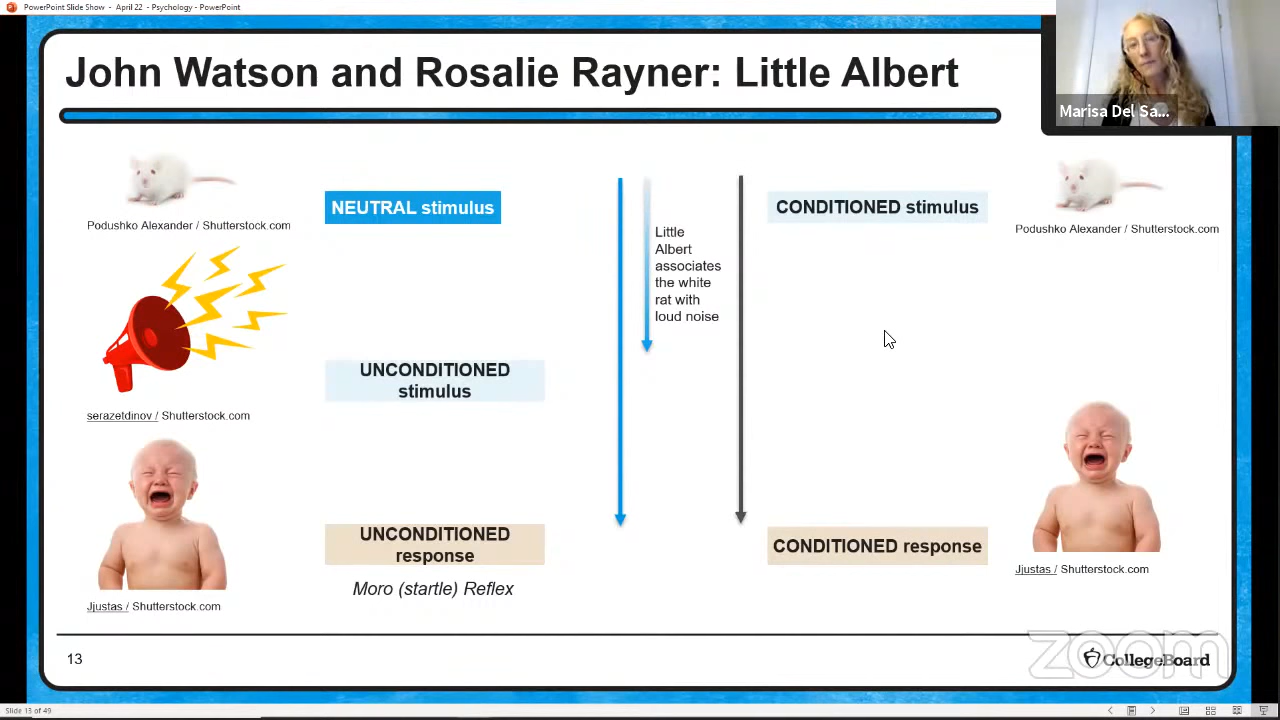 PowerPoint Slide Show - April 22 - Psychology - PowerPoint
John Watson and Rosalie Rayner: Little Albert
Marisa Del Sa...
Podushko Alexander / Shutterstock.com
NEUTRAL stimulus
Little
Albert
associates
the white
rat with
loud noise
CONDITIONED stimulus
Podushko Alexander / Shutterstock.com
UNCONDITIONED
stimulus
serazetdinov / Shutterstock.com
UNCONDITIONED
response
Moro (startle) Reflex
Jjustas / Shutterstock.com
CONDITIONED response
Jjustas / Shutterstock.com
13
zoom
CollegeBoard
Slide 13 of 49